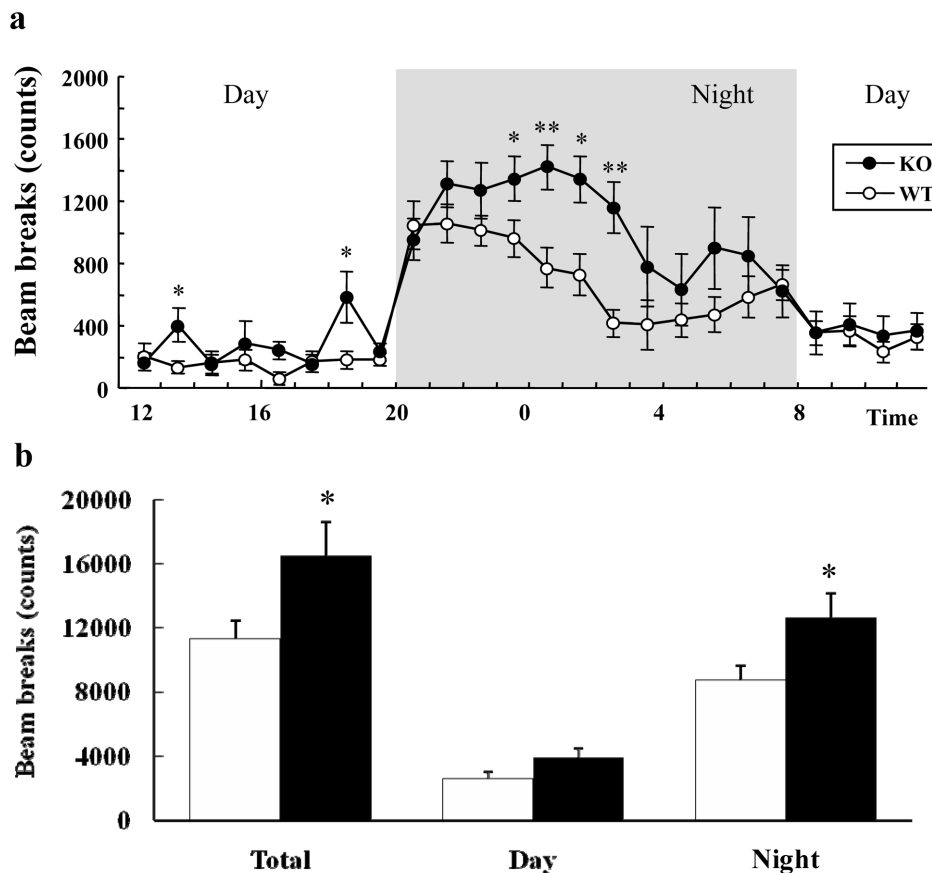 a
Beam breaks (counts)
2000
1600
1200
800
400
0
Day
Night
Day
* ** * **
* *
KO
WT
12 16 20 0 4 8 Time
b
Beam breaks (counts)
20000
16000
12000
4000
8000
0
* *
Total Day Night